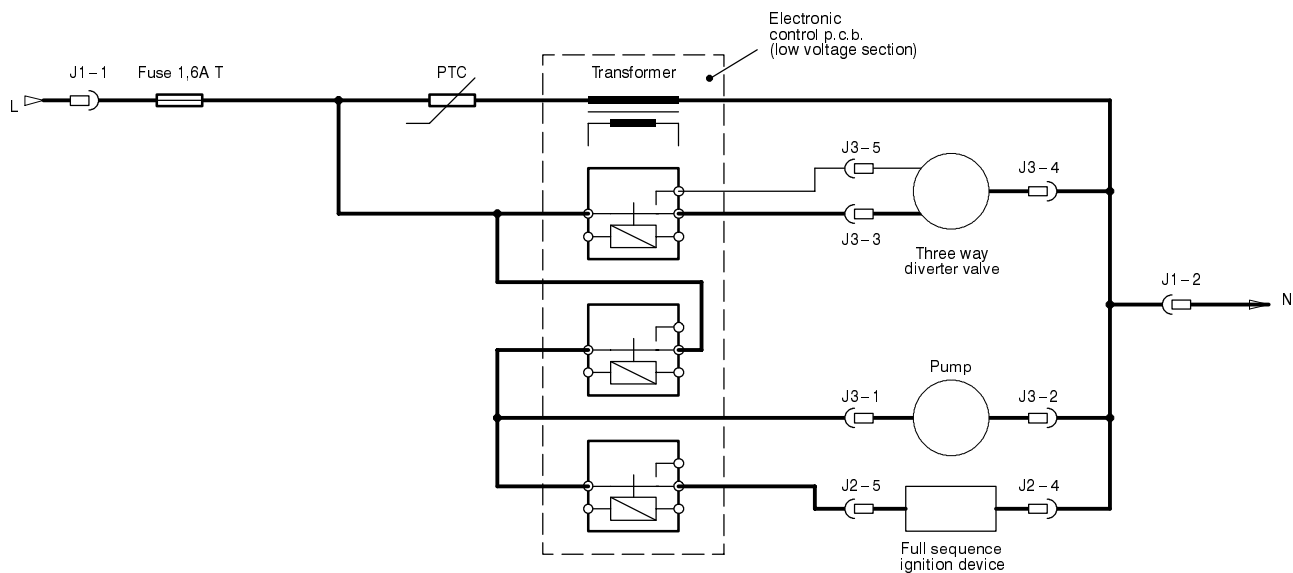 Electronic
control p.c.b.
(low voltage section)
J1-1
Fuse 1,6A T
PTC
Transformer
L
J3-5
J3-4
J3-3
Three way
diverter valve
J1-2
N
Pump
J3-1
J3-2
J2-5
J2-4
Full sequence
ignition device